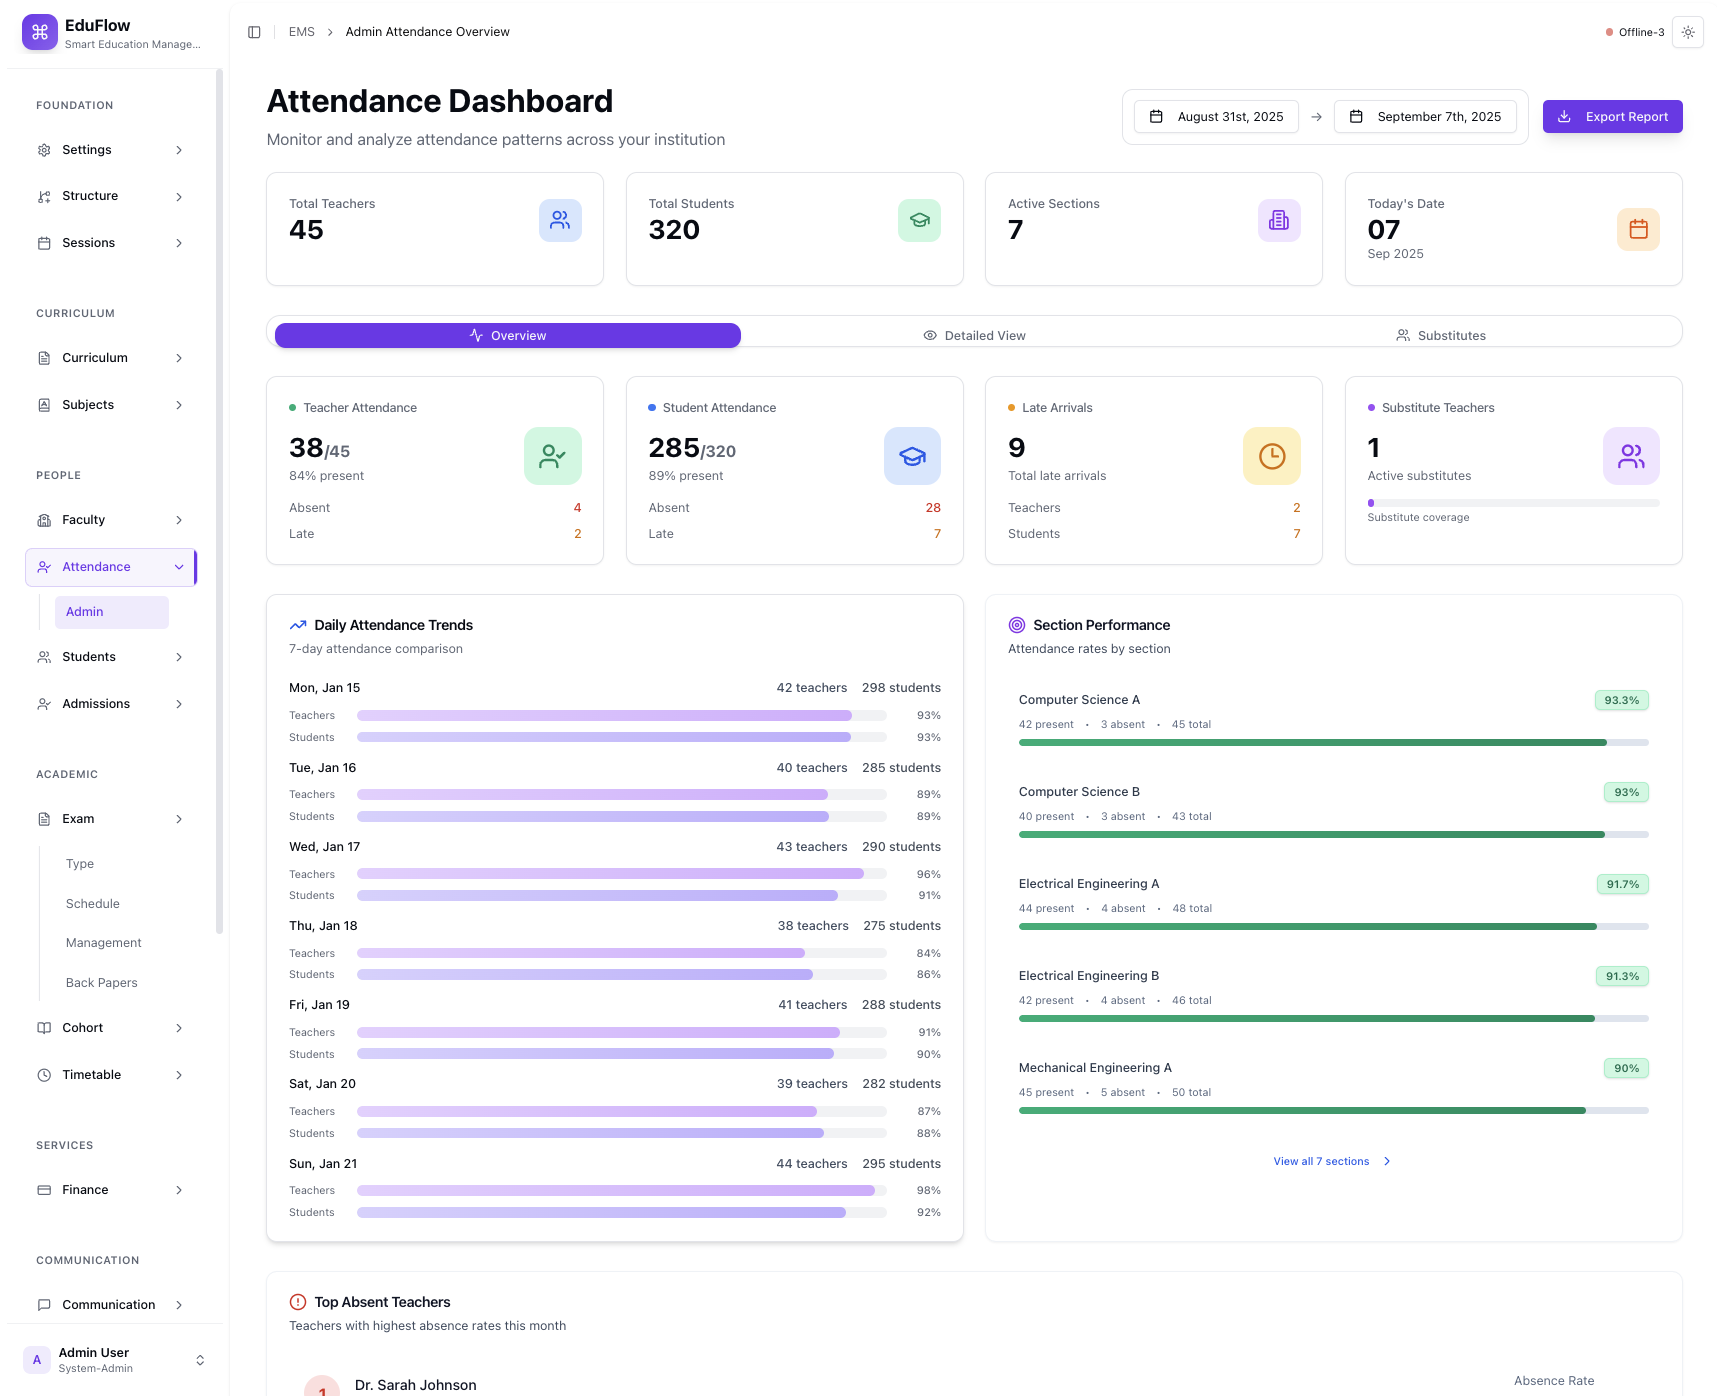 EduFlow
Smart Education Manage...
FOUNDATION
Settings
Structure
Sessions
CURRICULUM
Curriculum
Subjects
PEOPLE
Faculty
Attendance
Admin
Students
Admissions
ACADEMIC
Exam
Type
Schedule
Management
Back Papers
Cohort
Timetable
SERVICES
Finance
COMMUNICATION
Communication
A
Admin User
System-Admin
EMS > Admin Attendance Overview
Offline-3
Attendance Dashboard
Monitor and analyze attendance patterns across your institution
August 31st, 2025 → September 7th, 2025
Export Report
Total Teachers
45
Total Students
320
Active Sections
7
Today's Date
07
Sep 2025
Overview
Detailed View
Substitutes
Teacher Attendance
38/45
84% present
Absent 4
Late 2
Student Attendance
285/320
89% present
Absent 28
Late 7
Late Arrivals
9
Total late arrivals
Teachers 2
Students 7
Substitute Teachers
1
Active substitutes
Substitute coverage
Daily Attendance Trends
7-day attendance comparison
Mon, Jan 15 42 teachers 298 students
Teachers 93%
Students 93%
Tue, Jan 16 40 teachers 285 students
Teachers 89%
Students 89%
Wed, Jan 17 43 teachers 290 students
Teachers 96%
Students 91%
Thu, Jan 18 38 teachers 275 students
Teachers 84%
Students 86%
Fri, Jan 19 41 teachers 288 students
Teachers 91%
Students 90%
Sat, Jan 20 39 teachers 282 students
Teachers 87%
Students 88%
Sun, Jan 21 44 teachers 295 students
Teachers 98%
Students 92%
Section Performance
Attendance rates by section
Computer Science A 93.3%
42 present • 3 absent • 45 total
Computer Science B 93%
40 present • 3 absent • 43 total
Electrical Engineering A 91.7%
44 present • 4 absent • 48 total
Electrical Engineering B 91.3%
42 present • 4 absent • 46 total
Mechanical Engineering A 90%
45 present • 5 absent • 50 total
View all 7 sections
Top Absent Teachers
Teachers with highest absence rates this month
1
Dr. Sarah Johnson
Absence Rate